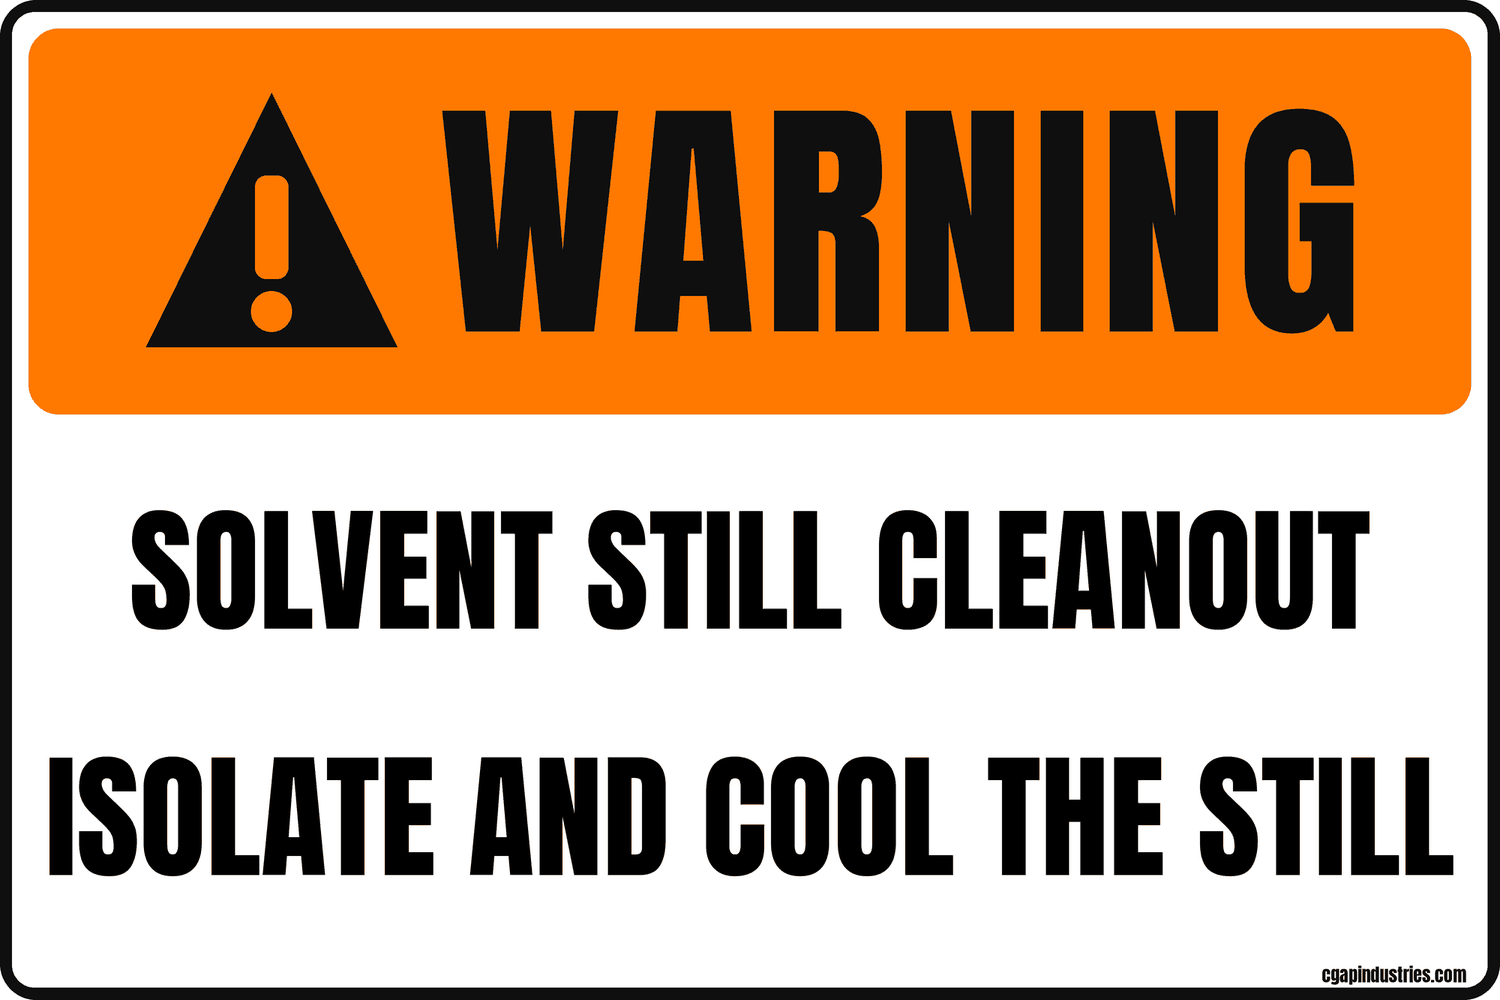 WARNING
SOLVENT STILL CLEANOUT
ISOLATE AND COOL THE STILL
cgapindustries.com